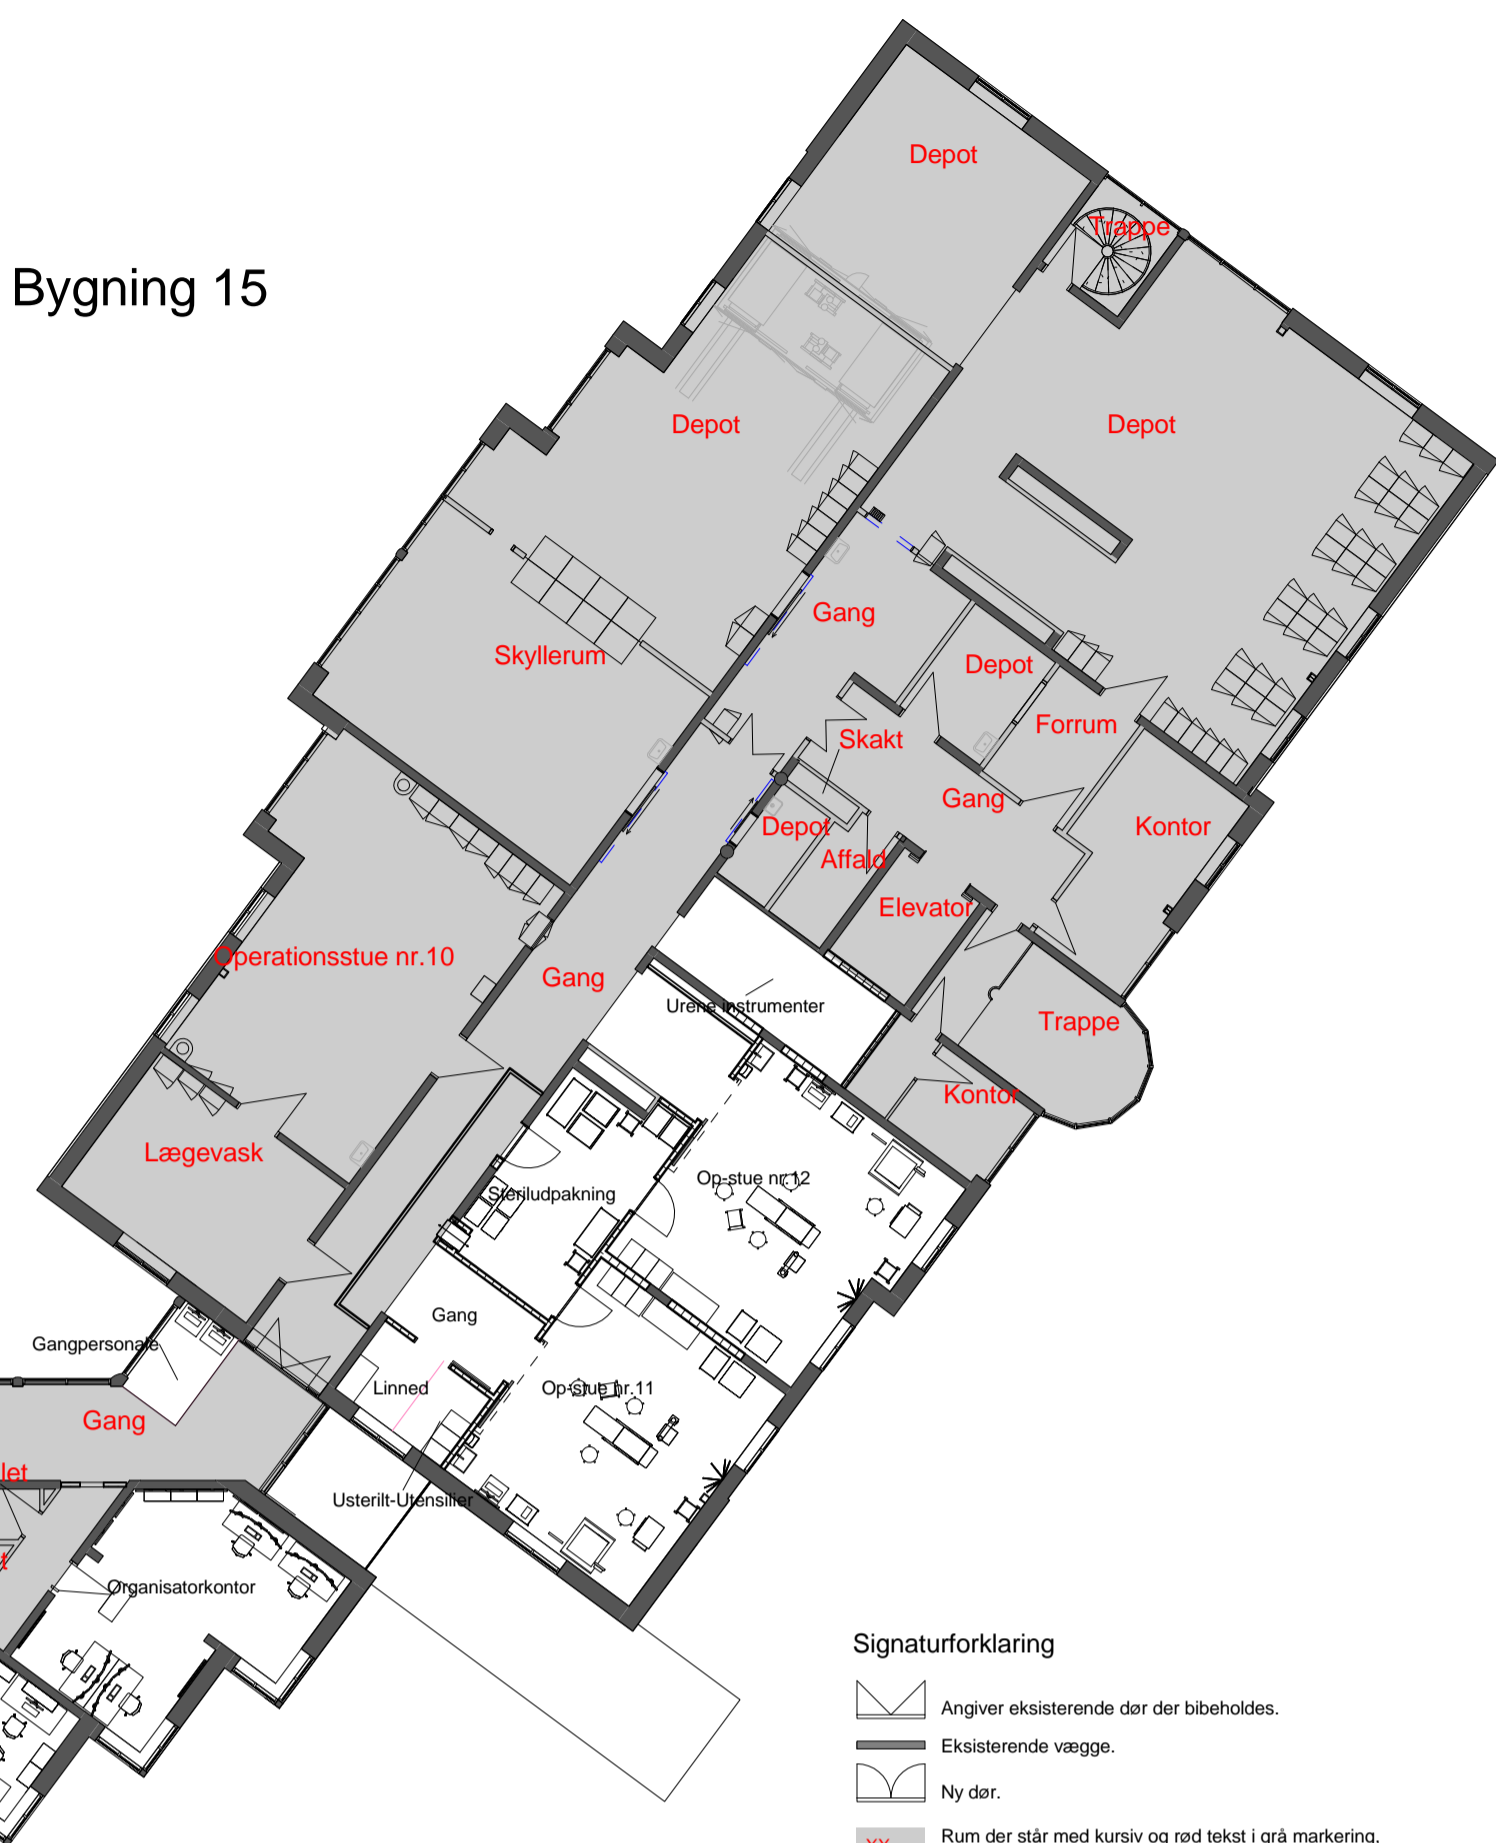 Depot
Trappe
Bygning 15
Depot
Depot
Gang
Skyllerum
Depot
Forrum
Skakt
Gang
Depot
Kontor
Affald
Elevator
Operationsstue nr.10
Gang
Urene instrumenter
Trappe
Kontor
Lægevask
Op-stue nr.12
Steriludpakning
Gang
Gangpersonale
Linned
Op-stue nr.11
Gang
let
Usterilt-Utensilier
t
Organisatorkontor
Signaturforklaring
Angiver eksisterende dør der bibeholdes.
Eksisterende vægge.
Ny dør.
xx
Rum der står med kursiv og rød tekst i grå markering.